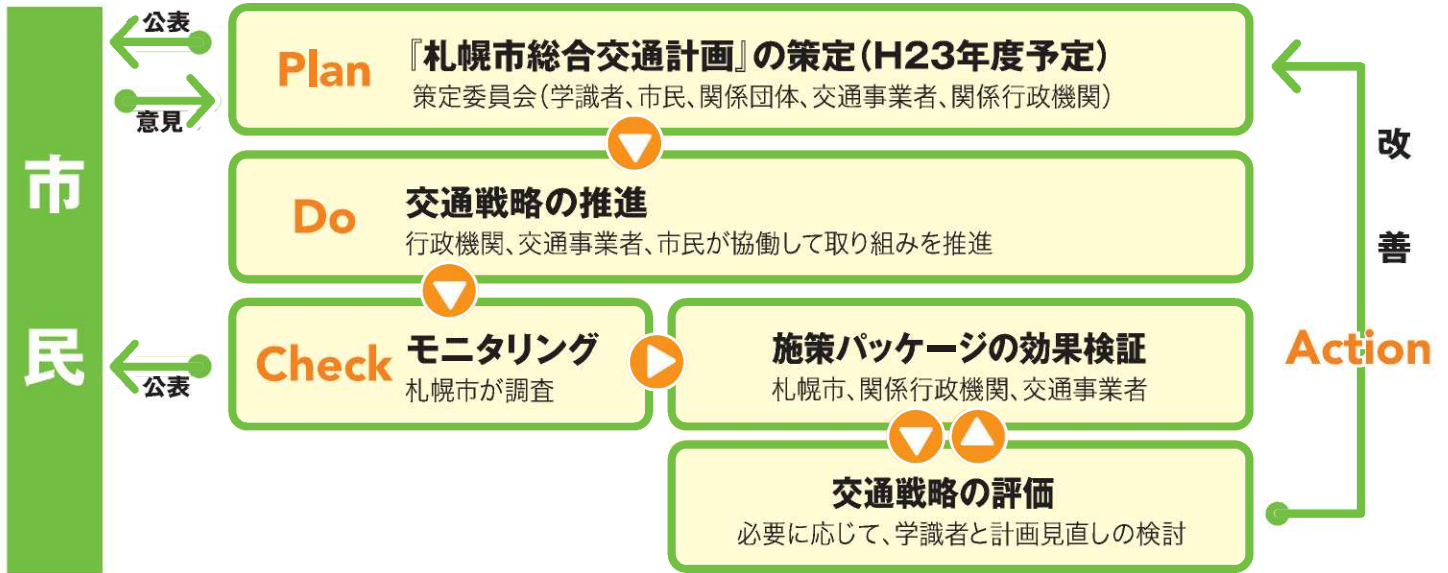 市民
公表
意見
Plan
『札幌市総合交通計画』の策定(H23年度予定)
策定委員会(学識者、市民、関係団体、交通事業者、関係行政機関)
Do
交通戦略の推進
行政機関、交通事業者、市民が協働して取り組みを推進
公表
Check
モニタリング
札幌市が調査
施策パッケージの効果検証
札幌市、関係行政機関、交通事業者
交通戦略の評価
必要に応じて、学識者と計画見直しの検討
改善
Action